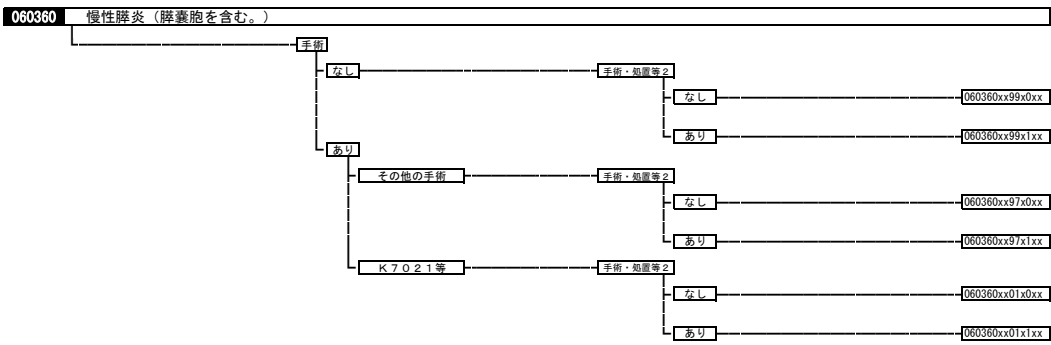 060360 慢性膵炎（膵嚢胞を含む。）
手術
なし 手術・処置等２
なし 060360xx99x0xx
あり 060360xx99x1xx
あり
その他の手術 手術・処置等２
なし 060360xx97x0xx
あり 060360xx97x1xx
Ｋ７０２１等 手術・処置等２
なし 060360xx01x0xx
あり 060360xx01x1xx